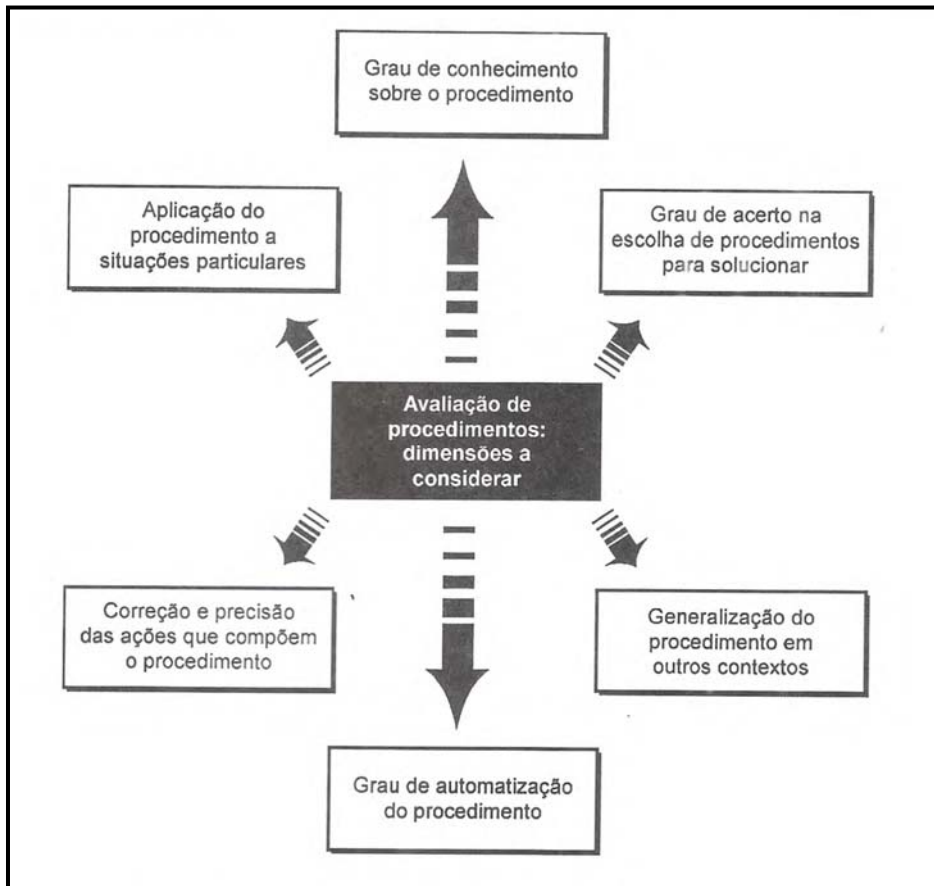 Grau de conhecimento
sobre o procedimento
Aplicação do
procedimento a
situações particulares
Grau de acerto na
escolha de procedimentos
para solucionar
Avaliação de
procedimentos:
dimensões a
considerar
Correção e precisão
das ações que compõem
o procedimento
Generalização do
procedimento em
outros contextos
Grau de automatização
do procedimento